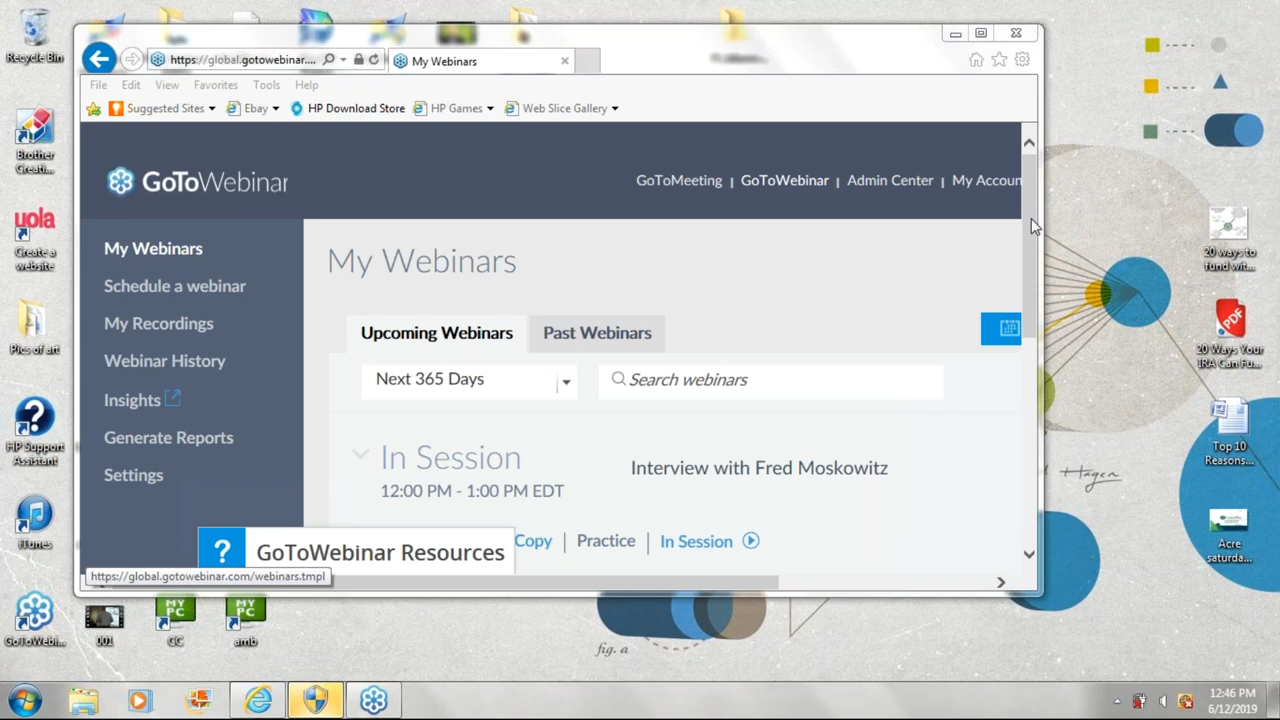 Recycle Bin
Brother
Creati...
uola
Create a
website
Pics of art
HP Support
Assistant
iTunes
GoToWebi...
001
CC
amb
MY
PC
MY
PC
https://global.gotowebinar....
My Webinars
File Edit View Favorites Tools Help
Suggested Sites Ebay HP Download Store HP Games Web Slice Gallery
GoToWebinar
GoToMeeting | GoToWebinar | Admin Center | My Accoun
My Webinars
Schedule a webinar
My Recordings
Webinar History
Insights
Generate Reports
Settings
My Webinars
Upcoming Webinars Past Webinars
Next 365 Days
Search webinars
In Session
12:00 PM - 1:00 PM EDT
Interview with Fred Moskowitz
Copy | Practice | In Session
? GoToWebinar Resources
https://global.gotowebinar.com/webinars.tmpl
20 ways to
fund wit...
PDF
20 Ways Your
IRA Can Fu...
Top 10
Reasons...
Acre
saturda...
Hagen
fig. a
12:46 PM
6/12/2019